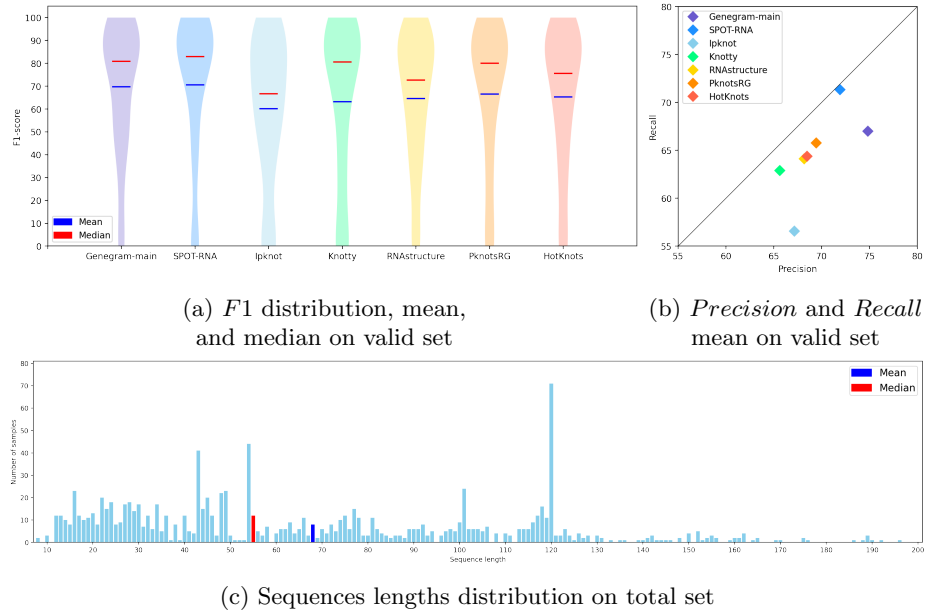 100
90
80
70
60
50
40
30
20
10
0
F1-score
Mean
Median
Genegram-main SPOT-RNA Ipknot Knotty RNAstructure PknotsRG HotKnots
80
75
70
65
60
55
Recall
Genegram-main
SPOT-RNA
Ipknot
Knotty
RNAstructure
PknotsRG
HotKnots
55 60 65 70 75 80
Precision
(a) F1 distribution, mean,
and median on valid set
(b) Precision and Recall
mean on valid set
80
70
60
50
40
30
20
10
0
Number of samples
Mean
Median
10 20 30 40 50 60 70 80 90 100 110 120 130 140 150 160 170 180 190 200
Sequence length
(c) Sequences lengths distribution on total set